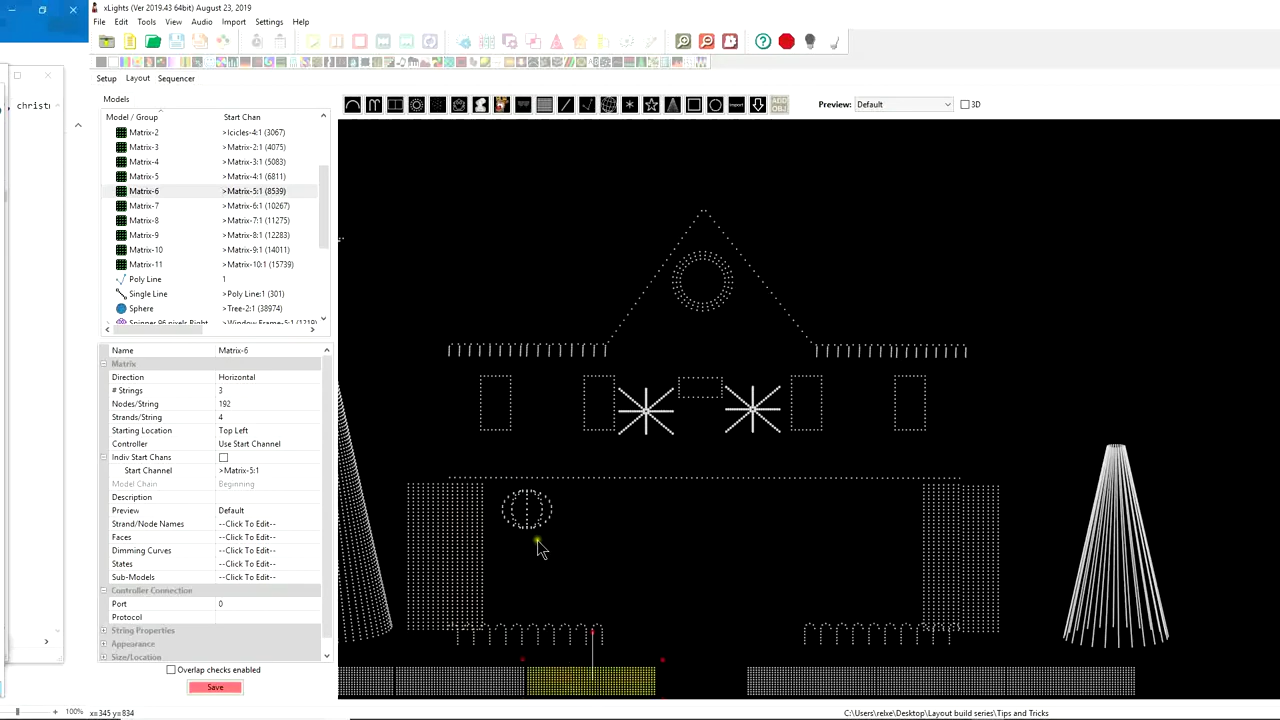 xLights (Ver 2019.43 64bit) August 23, 2019
File Edit Tools View Audio Import Settings Help
Setup Layout Sequencer
christ
Models
Preview: Default 3D
Model / Group Start Chan
Matrix-2 >Icicles-4:1 (3067)
Matrix-3 >Matrix-2:1 (4075)
Matrix-4 >Matrix-3:1 (5083)
Matrix-5 >Matrix-4:1 (6811)
Matrix-6 >Matrix-5:1 (8539)
Matrix-7 >Matrix-6:1 (10267)
Matrix-8 >Matrix-7:1 (11275)
Matrix-9 >Matrix-8:1 (12283)
Matrix-10 >Matrix-9:1 (14011)
Matrix-11 >Matrix-10:1 (15739)
Poly Line 1
Single Line >Poly Line:1 (301)
Sphere >Tree-2:1 (38974)
Spinner 96 pixels Right >Window Frame-5:1 (1219)
Name Matrix-6
Matrix
Direction Horizontal
# Strings 3
Nodes/String 192
Strands/String 4
Starting Location Top Left
Controller Use Start Channel
Indiv Start Chans
Start Channel >Matrix-5:1
Model Chain Beginning
Description
Preview Default
Strand/Node Names --Click To Edit--
Faces --Click To Edit--
Dimming Curves --Click To Edit--
States --Click To Edit--
Sub-Models --Click To Edit--
Controller Connection
Port 0
Protocol
String Properties
Appearance
Size/Location
Overlap checks enabled
Save
100%
x=345 y=834
C:\Users\relxe\Desktop\Layout build series\Tips and Tricks